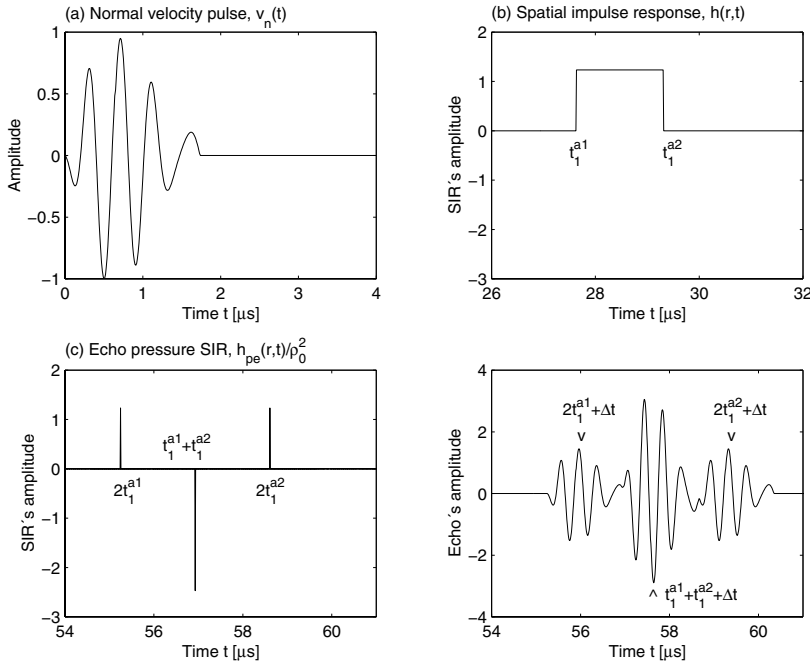 (a) Normal velocity pulse, v_n(t)
1
0.5
0
−0.5
−1
Amplitude
0 1 2 3 4
Time t [μs]
(b) Spatial impulse response, h(r,t)
2
1
0
−1
−2
−3
SIR´s amplitude
t_1^{a1} t_1^{a2}
26 28 30 32
Time t [μs]
(c) Echo pressure SIR, h_{pe}(r,t)/ρ_0^2
2
1
0
−1
−2
−3
SIR´s amplitude
t_1^{a1}+t_1^{a2}
2t_1^{a1} 2t_1^{a2}
54 56 58 60
Time t [μs]
4
2
0
−2
−4
Echo´s amplitude
2t_1^{a1}+Δt 2t_1^{a2}+Δt
v v
^ t_1^{a1}+t_1^{a2}+Δt
54 56 58 60
Time t [μs]